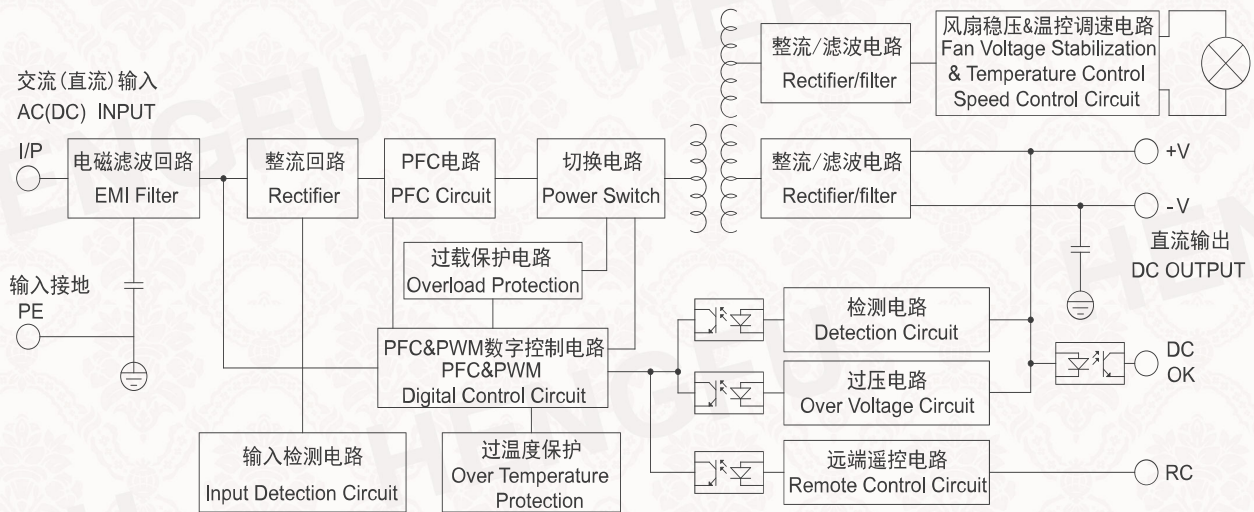 交流(直流)输入
AC(DC) INPUT
I/P
电磁滤波回路
EMI Filter
整流回路
Rectifier
PFC电路
PFC Circuit
切换电路
Power Switch
整流/滤波电路
Rectifier/filter
风扇稳压&温控调速电路
Fan Voltage Stabilization
& Temperature Control
Speed Control Circuit
整流/滤波电路
Rectifier/filter
+V
-V
直流输出
DC OUTPUT
输入接地
PE
过载保护电路
Overload Protection
PFC&PWM数字控制电路
PFC&PWM
Digital Control Circuit
输入检测电路
Input Detection Circuit
过温度保护
Over Temperature
Protection
检测电路
Detection Circuit
过压电路
Over Voltage Circuit
远端遥控电路
Remote Control Circuit
DC
OK
RC
HENGFU
HENGFU